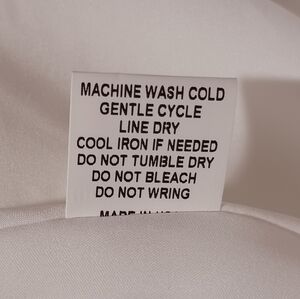 MACHINE WASH COLD
GENTLE CYCLE
LINE DRY
COOL IRON IF NEEDED
DO NOT TUMBLE DRY
DO NOT BLEACH
DO NOT WRING
MADE IN